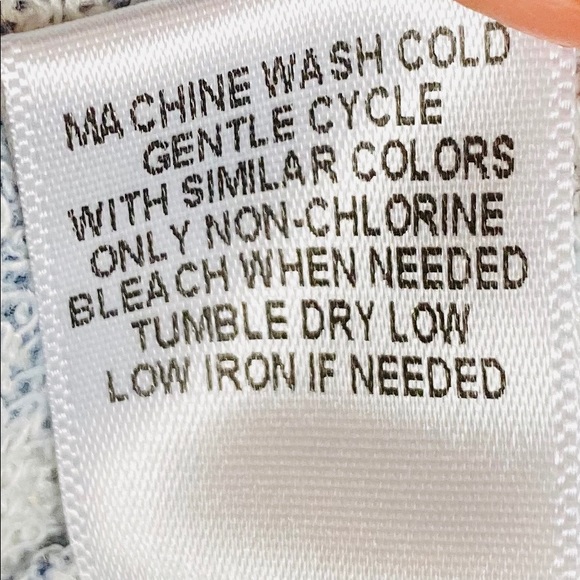 MACHINE WASH COLD
GENTLE CYCLE
WITH SIMILAR COLORS
ONLY NON-CHLORINE
BLEACH WHEN NEEDED
TUMBLE DRY LOW
LOW IRON IF NEEDED